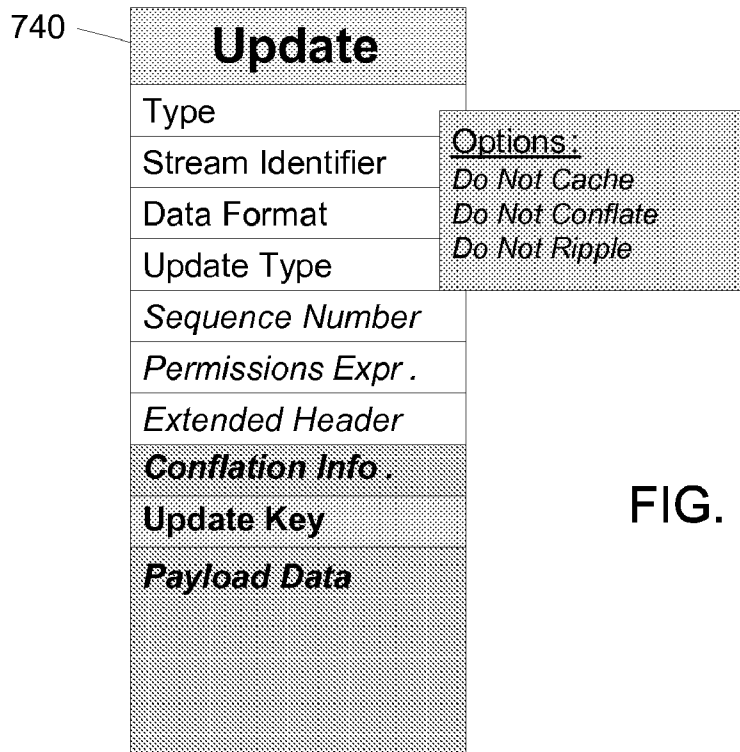 740
Update
Type
Stream Identifier
Data Format
Update Type
Sequence Number
Permissions Expr .
Extended Header
Conflation Info .
Update Key
Payload Data
Options :
Do Not Cache
Do Not Conflate
Do Not Ripple
FIG.